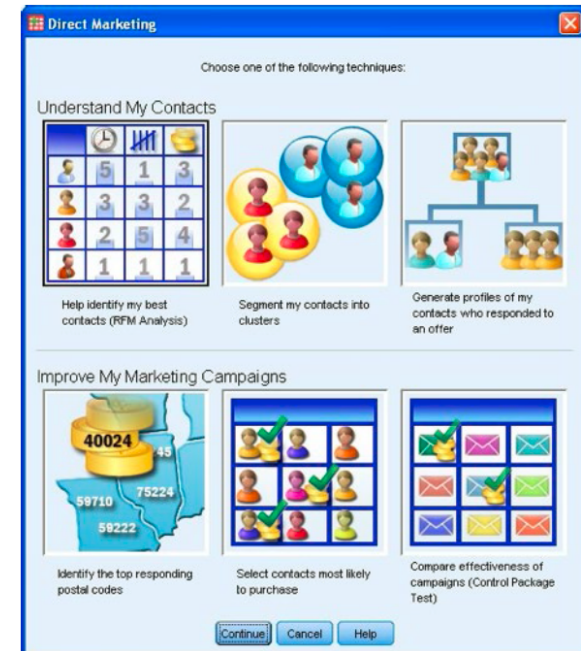 Direct Marketing
Choose one of the following techniques:
Understand My Contacts
5 1 3
3 3 2
2 5 4
1 1 1
Help identify my best
contacts (RFM Analysis)
Segment my contacts into
clusters
Generate profiles of my
contacts who responded to
an offer
Improve My Marketing Campaigns
40024
45
59710
75224
59222
Identify the top responding
postal codes
Select contacts most likely
to purchase
Compare effectiveness of
campaigns (Control Package
Test)
Continue Cancel Help